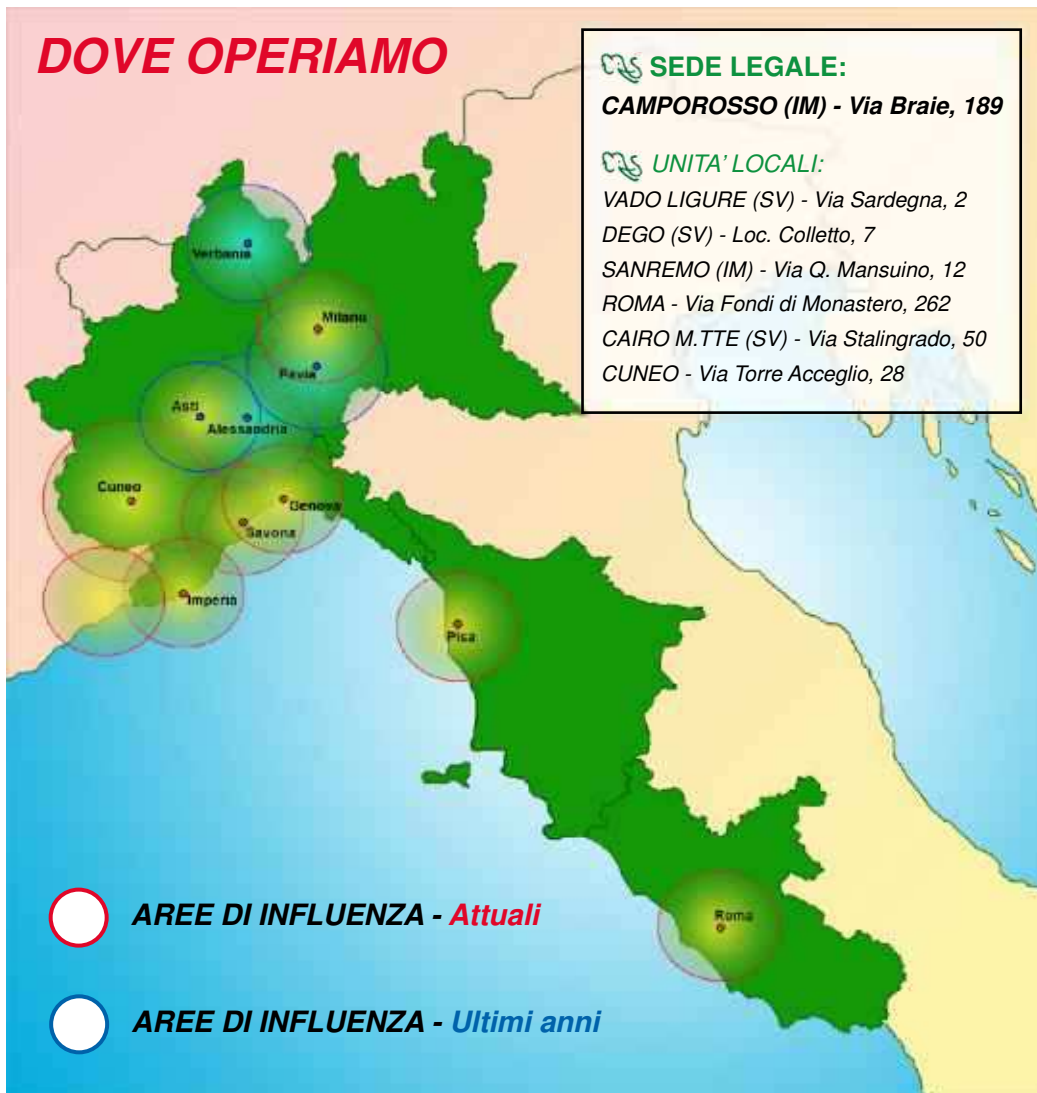 DOVE OPERIAMO
SEDE LEGALE:
CAMPOROSSO (IM) - Via Braie, 189
UNITA' LOCALI:
VADO LIGURE (SV) - Via Sardegna, 2
DEGO (SV) - Loc. Colletto, 7
SANREMO (IM) - Via Q. Mansuino, 12
ROMA - Via Fondi di Monastero, 262
CAIRO M.TTE (SV) - Via Stalingrado, 50
CUNEO - Via Torre Acceglio, 28
Verbania
Milano
Pavia
Asti
Alessandria
Cuneo
Genova
Savona
Imperia
Pisa
Roma
AREE DI INFLUENZA - Attuali
AREE DI INFLUENZA - Ultimi anni